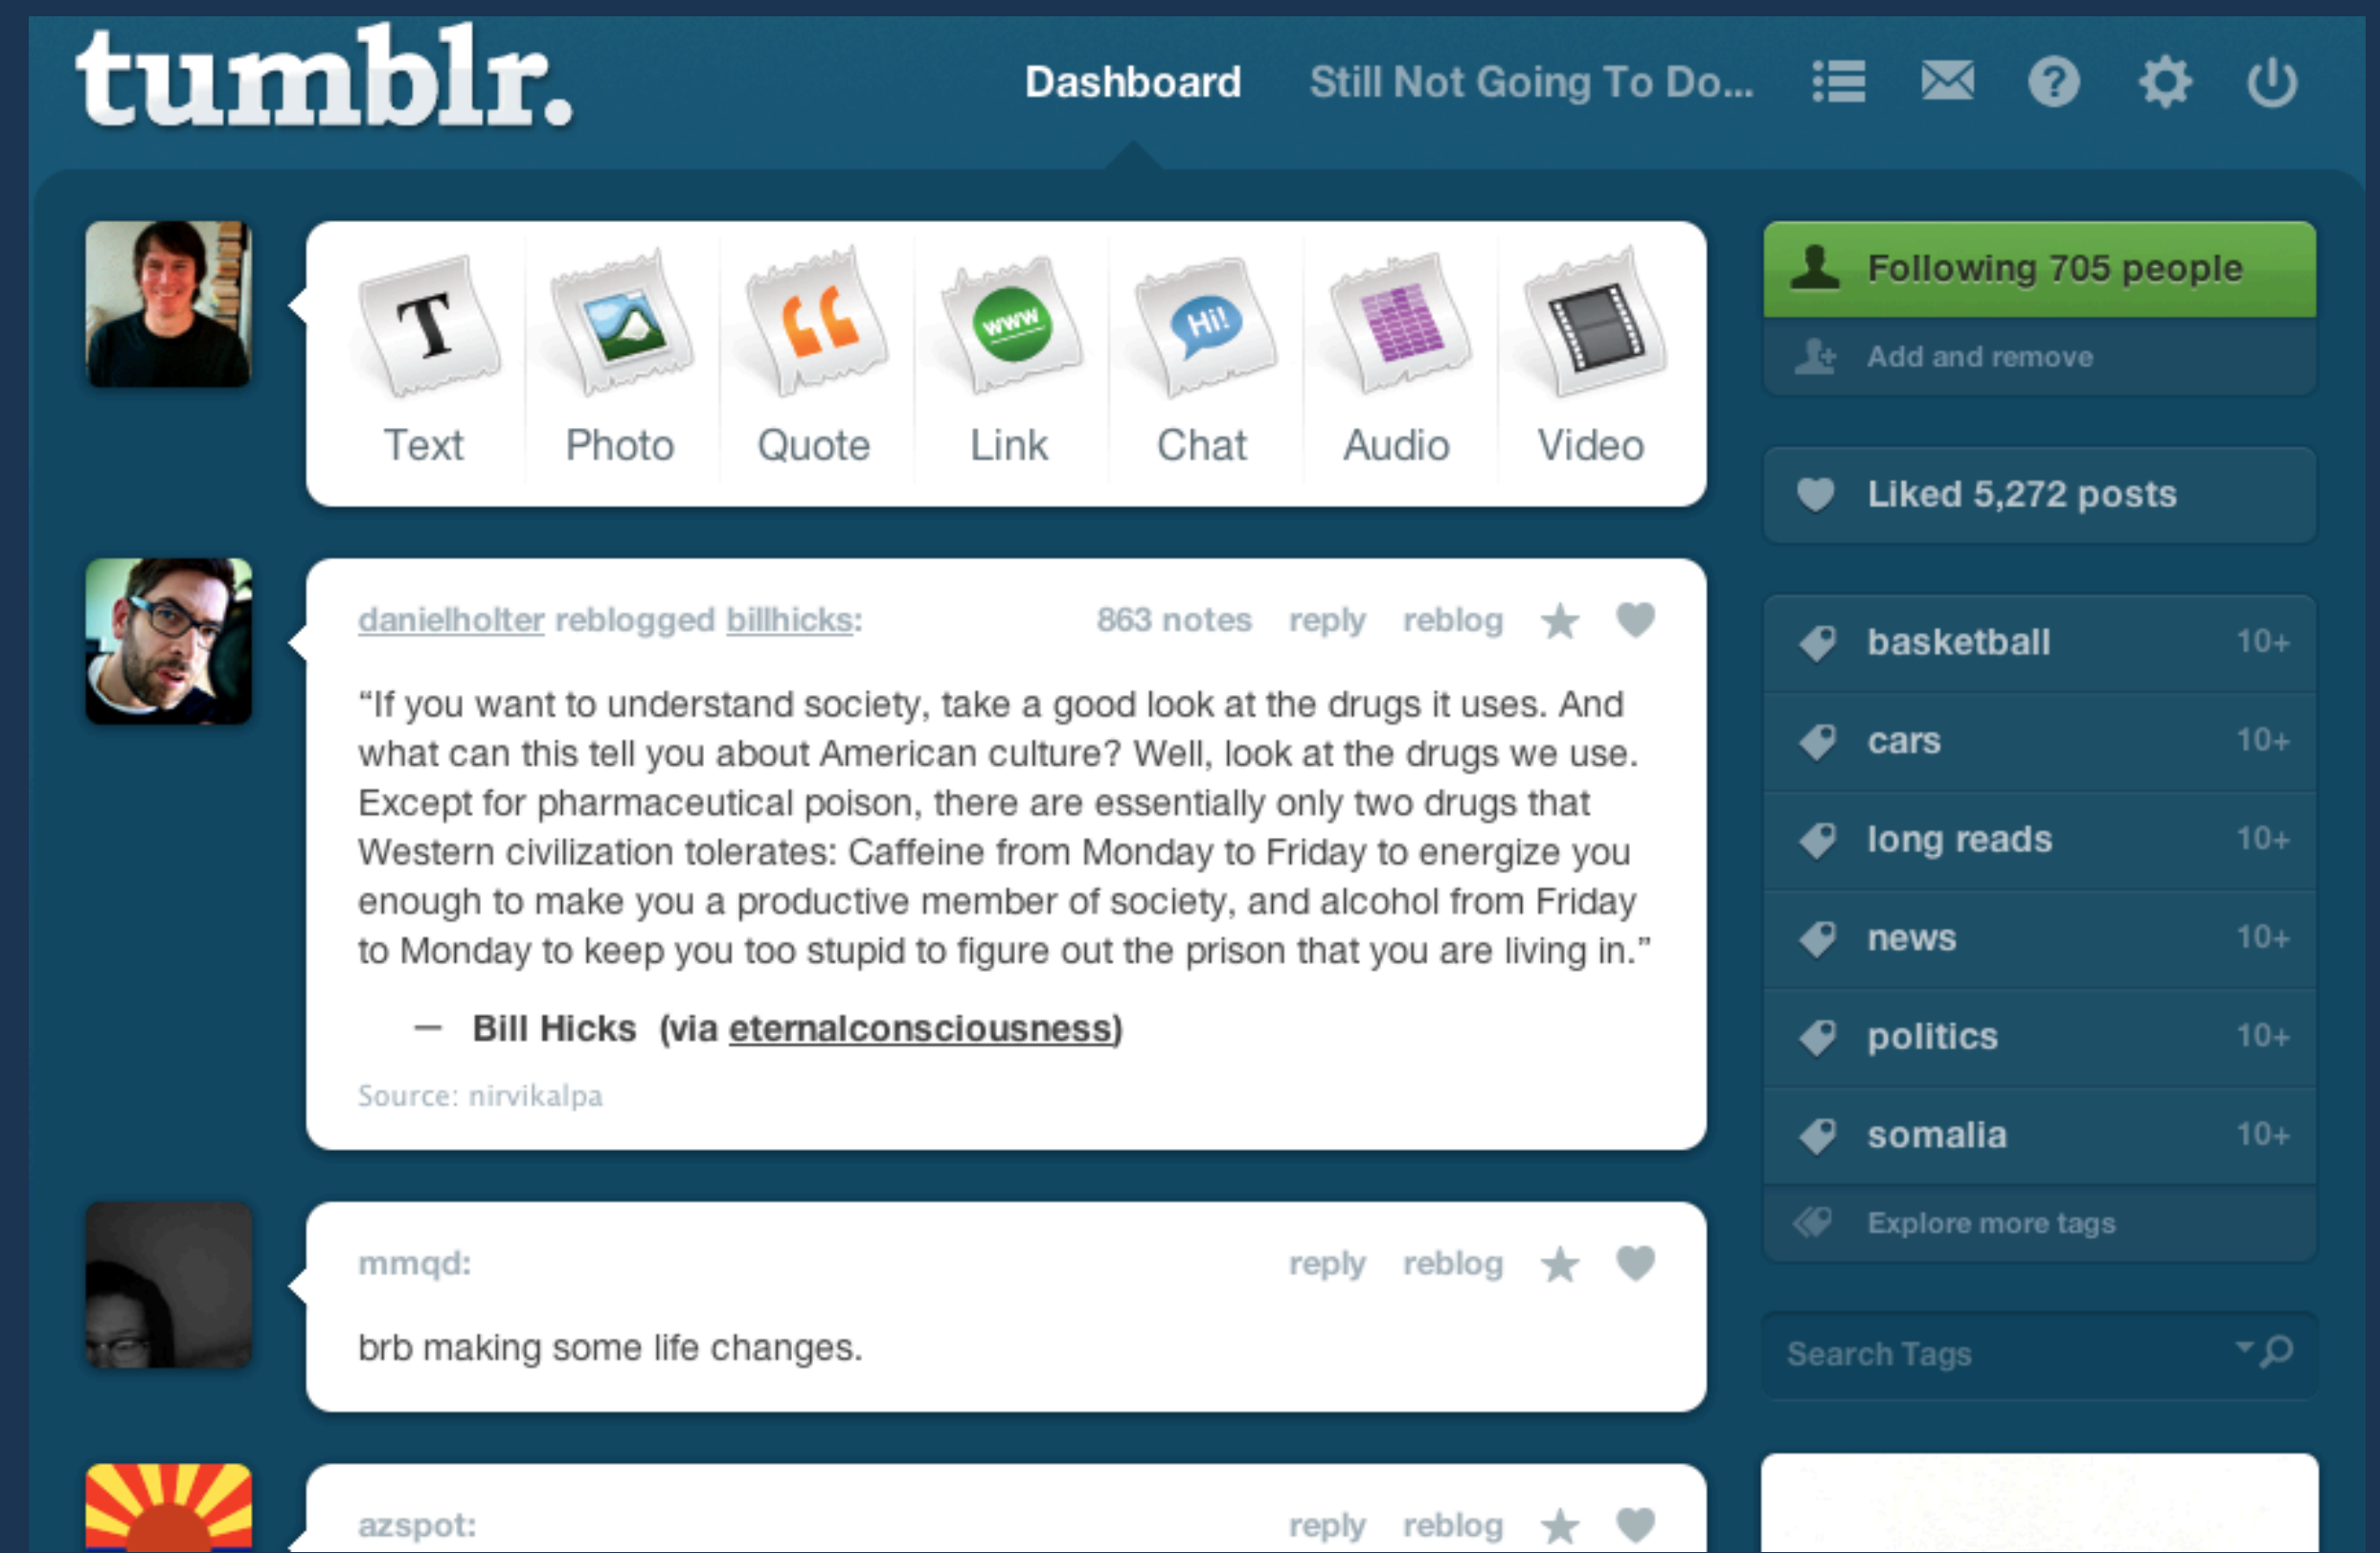 tumblr.
Dashboard
Still Not Going To Do...
T
www
Hi!
Text
Photo
Quote
Link
Chat
Audio
Video
danielholter reblogged billhicks:
863 notes reply reblog
“If you want to understand society, take a good look at the drugs it uses. And
what can this tell you about American culture? Well, look at the drugs we use.
Except for pharmaceutical poison, there are essentially only two drugs that
Western civilization tolerates: Caffeine from Monday to Friday to energize you
enough to make you a productive member of society, and alcohol from Friday
to Monday to keep you too stupid to figure out the prison that you are living in.”
— Bill Hicks (via eternalconsciousness)
Source: nirvikalpa
mmqd:
reply reblog
brb making some life changes.
azspot:
reply reblog
Following 705 people
Add and remove
Liked 5,272 posts
basketball 10+
cars 10+
long reads 10+
news 10+
politics 10+
somalia 10+
Explore more tags
Search Tags